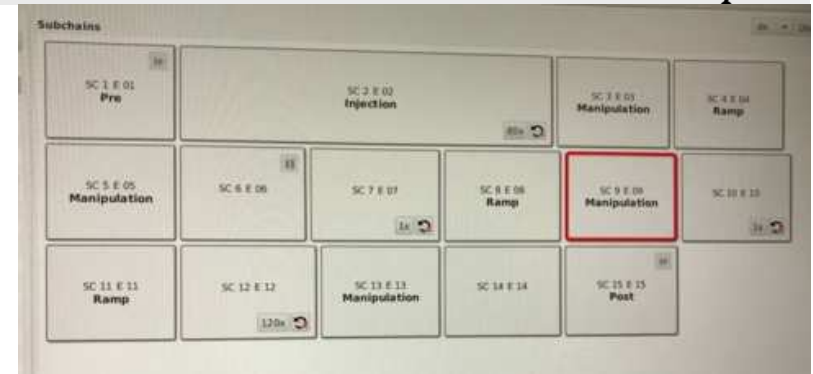 Subchains
SC 1 E 01
Pre
SC 2 E 02
Injection
40x
SC 3 E 03
Manipulation
SC 4 E 04
Ramp
SC 5 E 05
Manipulation
SC 6 E 06
SC 7 E 07
1x
SC 8 E 08
Ramp
SC 9 E 09
Manipulation
SC 10 E 10
1x
SC 11 E 11
Ramp
SC 12 E 12
120x
SC 13 E 13
Manipulation
SC 14 E 14
SC 15 E 15
Post